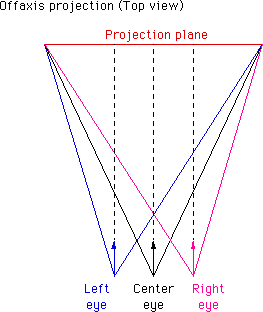 Offaxis projection (Top view)
Projection plane
Left Center Right
eye eye eye